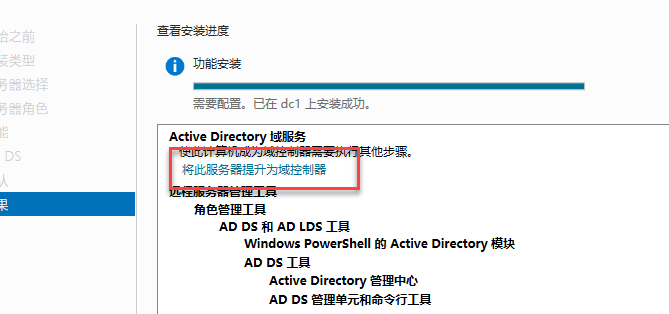 查看安装进度
始之前
装类型
务器选择
务器角色
能
DS
认
果
功能安装
需要配置。已在 dc1 上安装成功。
Active Directory 域服务
使此计算机成为域控制器需要执行其他步骤。
将此服务器提升为域控制器
远程服务器管理工具
角色管理工具
AD DS 和 AD LDS 工具
Windows PowerShell 的 Active Directory 模块
AD DS 工具
Active Directory 管理中心
AD DS 管理单元和命令行工具